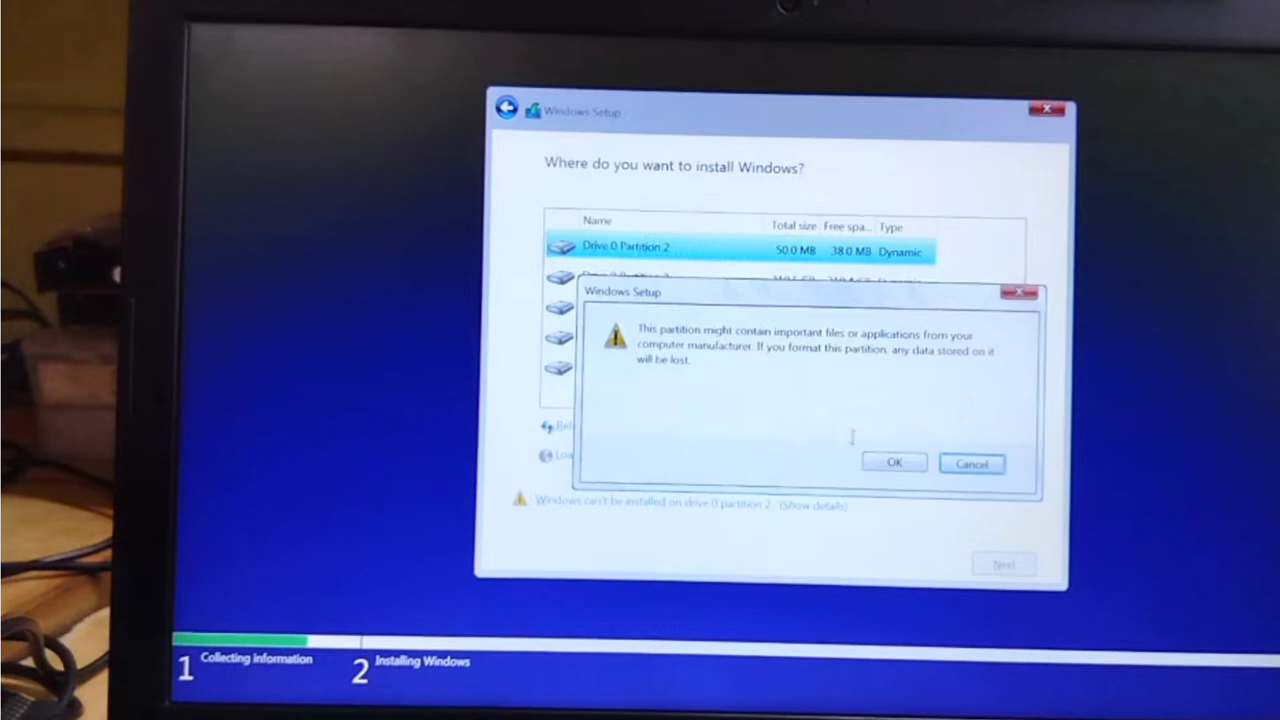 Windows Setup
Where do you want to install Windows?
Name Total size Free spa... Type
Drive 0 Partition 2 50.0 MB 38.0 MB Dynamic
Windows Setup
This partition might contain important files or applications from your
computer manufacturer. If you format this partition, any data stored on it
will be lost.
OK Cancel
Windows can't be installed on drive 0 partition 2. (Show details)
Next
1 Collecting information 2 Installing Windows